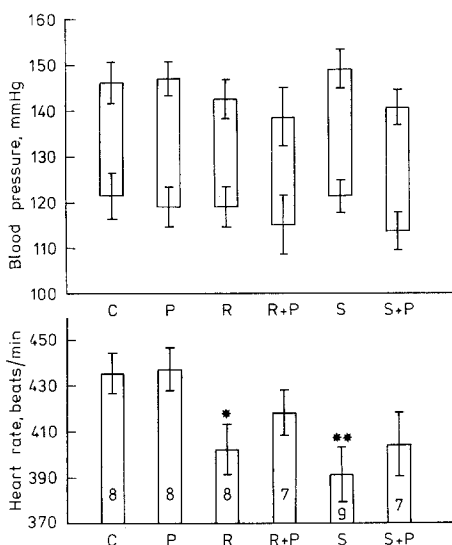 Blood pressure, mmHg
160
150
140
130
120
110
100
C P R R+P S S+P
Heart rate, beats/min
450
430
410
390
370
* **
8 8 8 7 9 7
C P R R+P S S+P